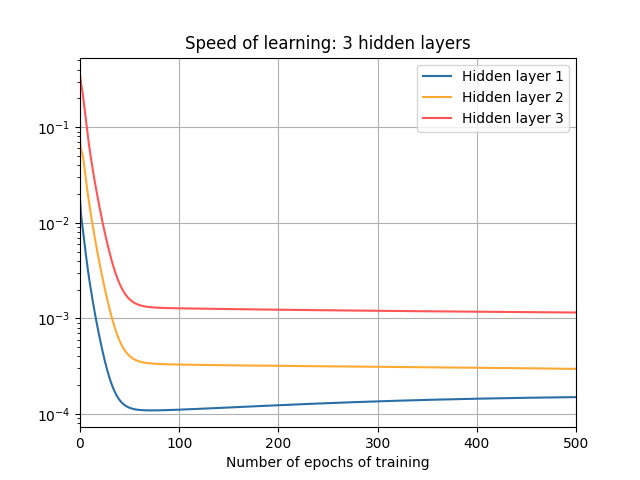 Speed of learning: 3 hidden layers
Hidden layer 1
Hidden layer 2
Hidden layer 3
10⁻¹
10⁻²
10⁻³
10⁻⁴
0 100 200 300 400 500
Number of epochs of training